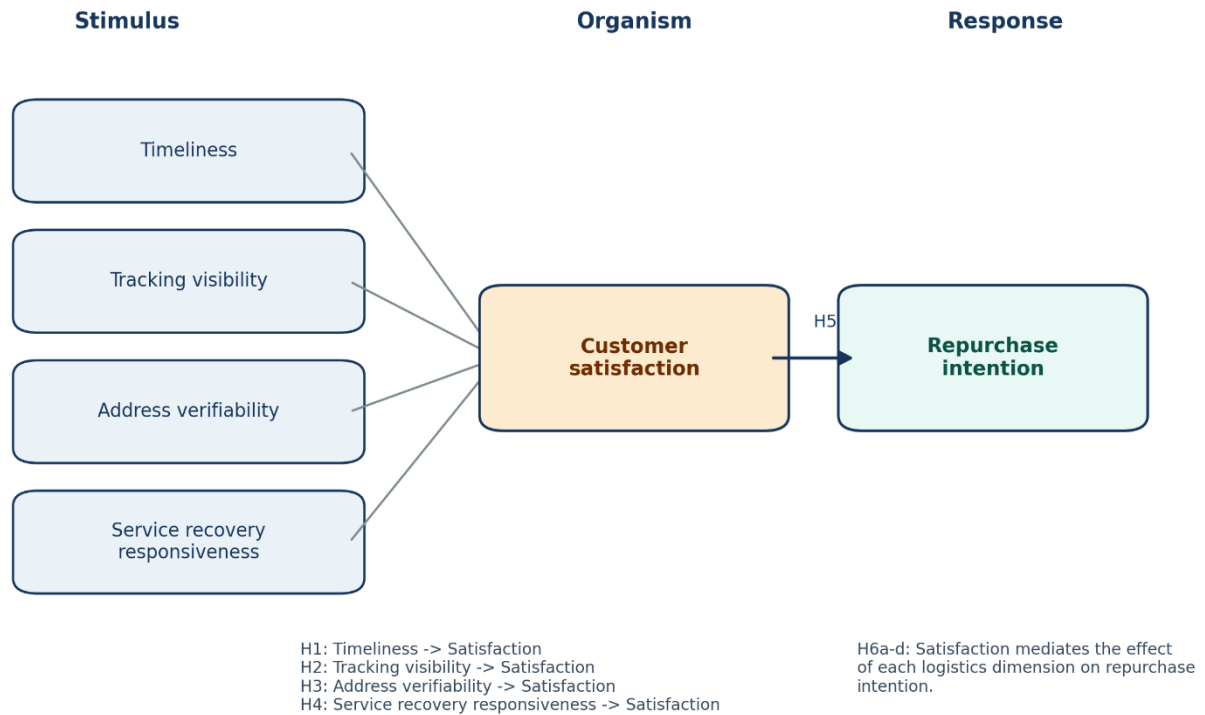 Stimulus
Organism
Response
Timeliness
Tracking visibility
Address verifiability
Service recovery
responsiveness
Customer
satisfaction
H5
Repurchase
intention
H1: Timeliness -> Satisfaction
H2: Tracking visibility -> Satisfaction
H3: Address verifiability -> Satisfaction
H4: Service recovery responsiveness -> Satisfaction
H6a-d: Satisfaction mediates the effect
of each logistics dimension on repurchase
intention.